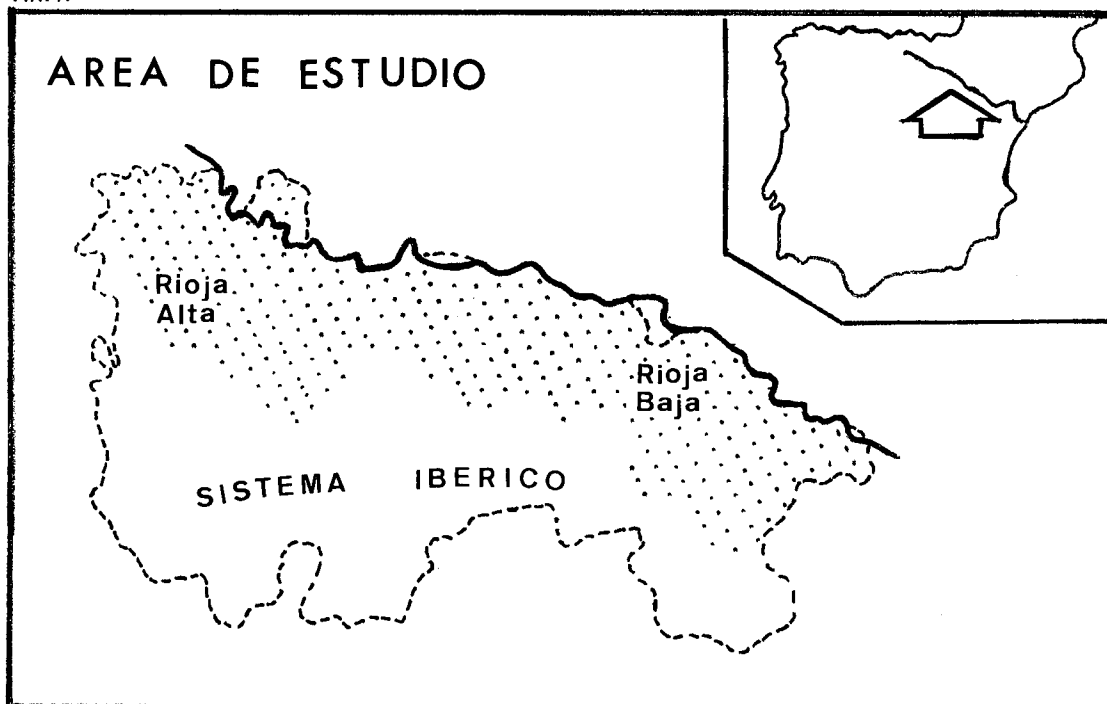 AREA DE ESTUDIO
Rioja
Alta
Rioja
Baja
SISTEMA IBERICO